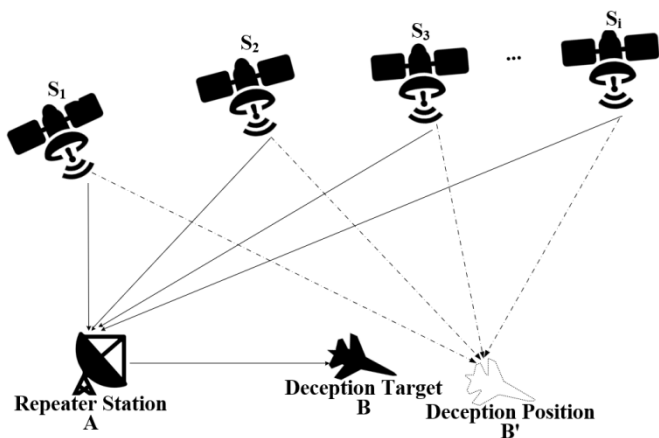 S1
S2
S3
...
Si
Repeater Station
A
Deception Target
B
Deception Position
B'